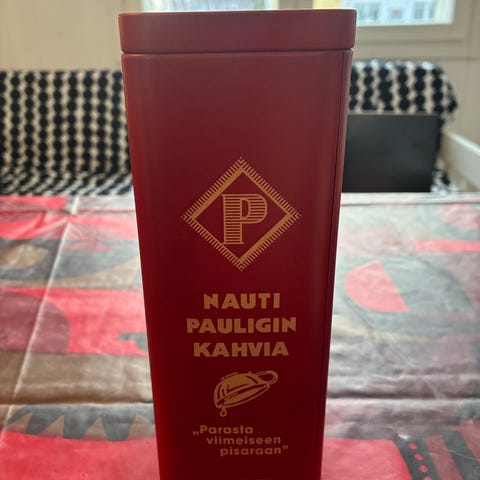 P
NAUTI
PAULIGIN
KAHVIA
„Parasta
viimeiseen
pisaraan”